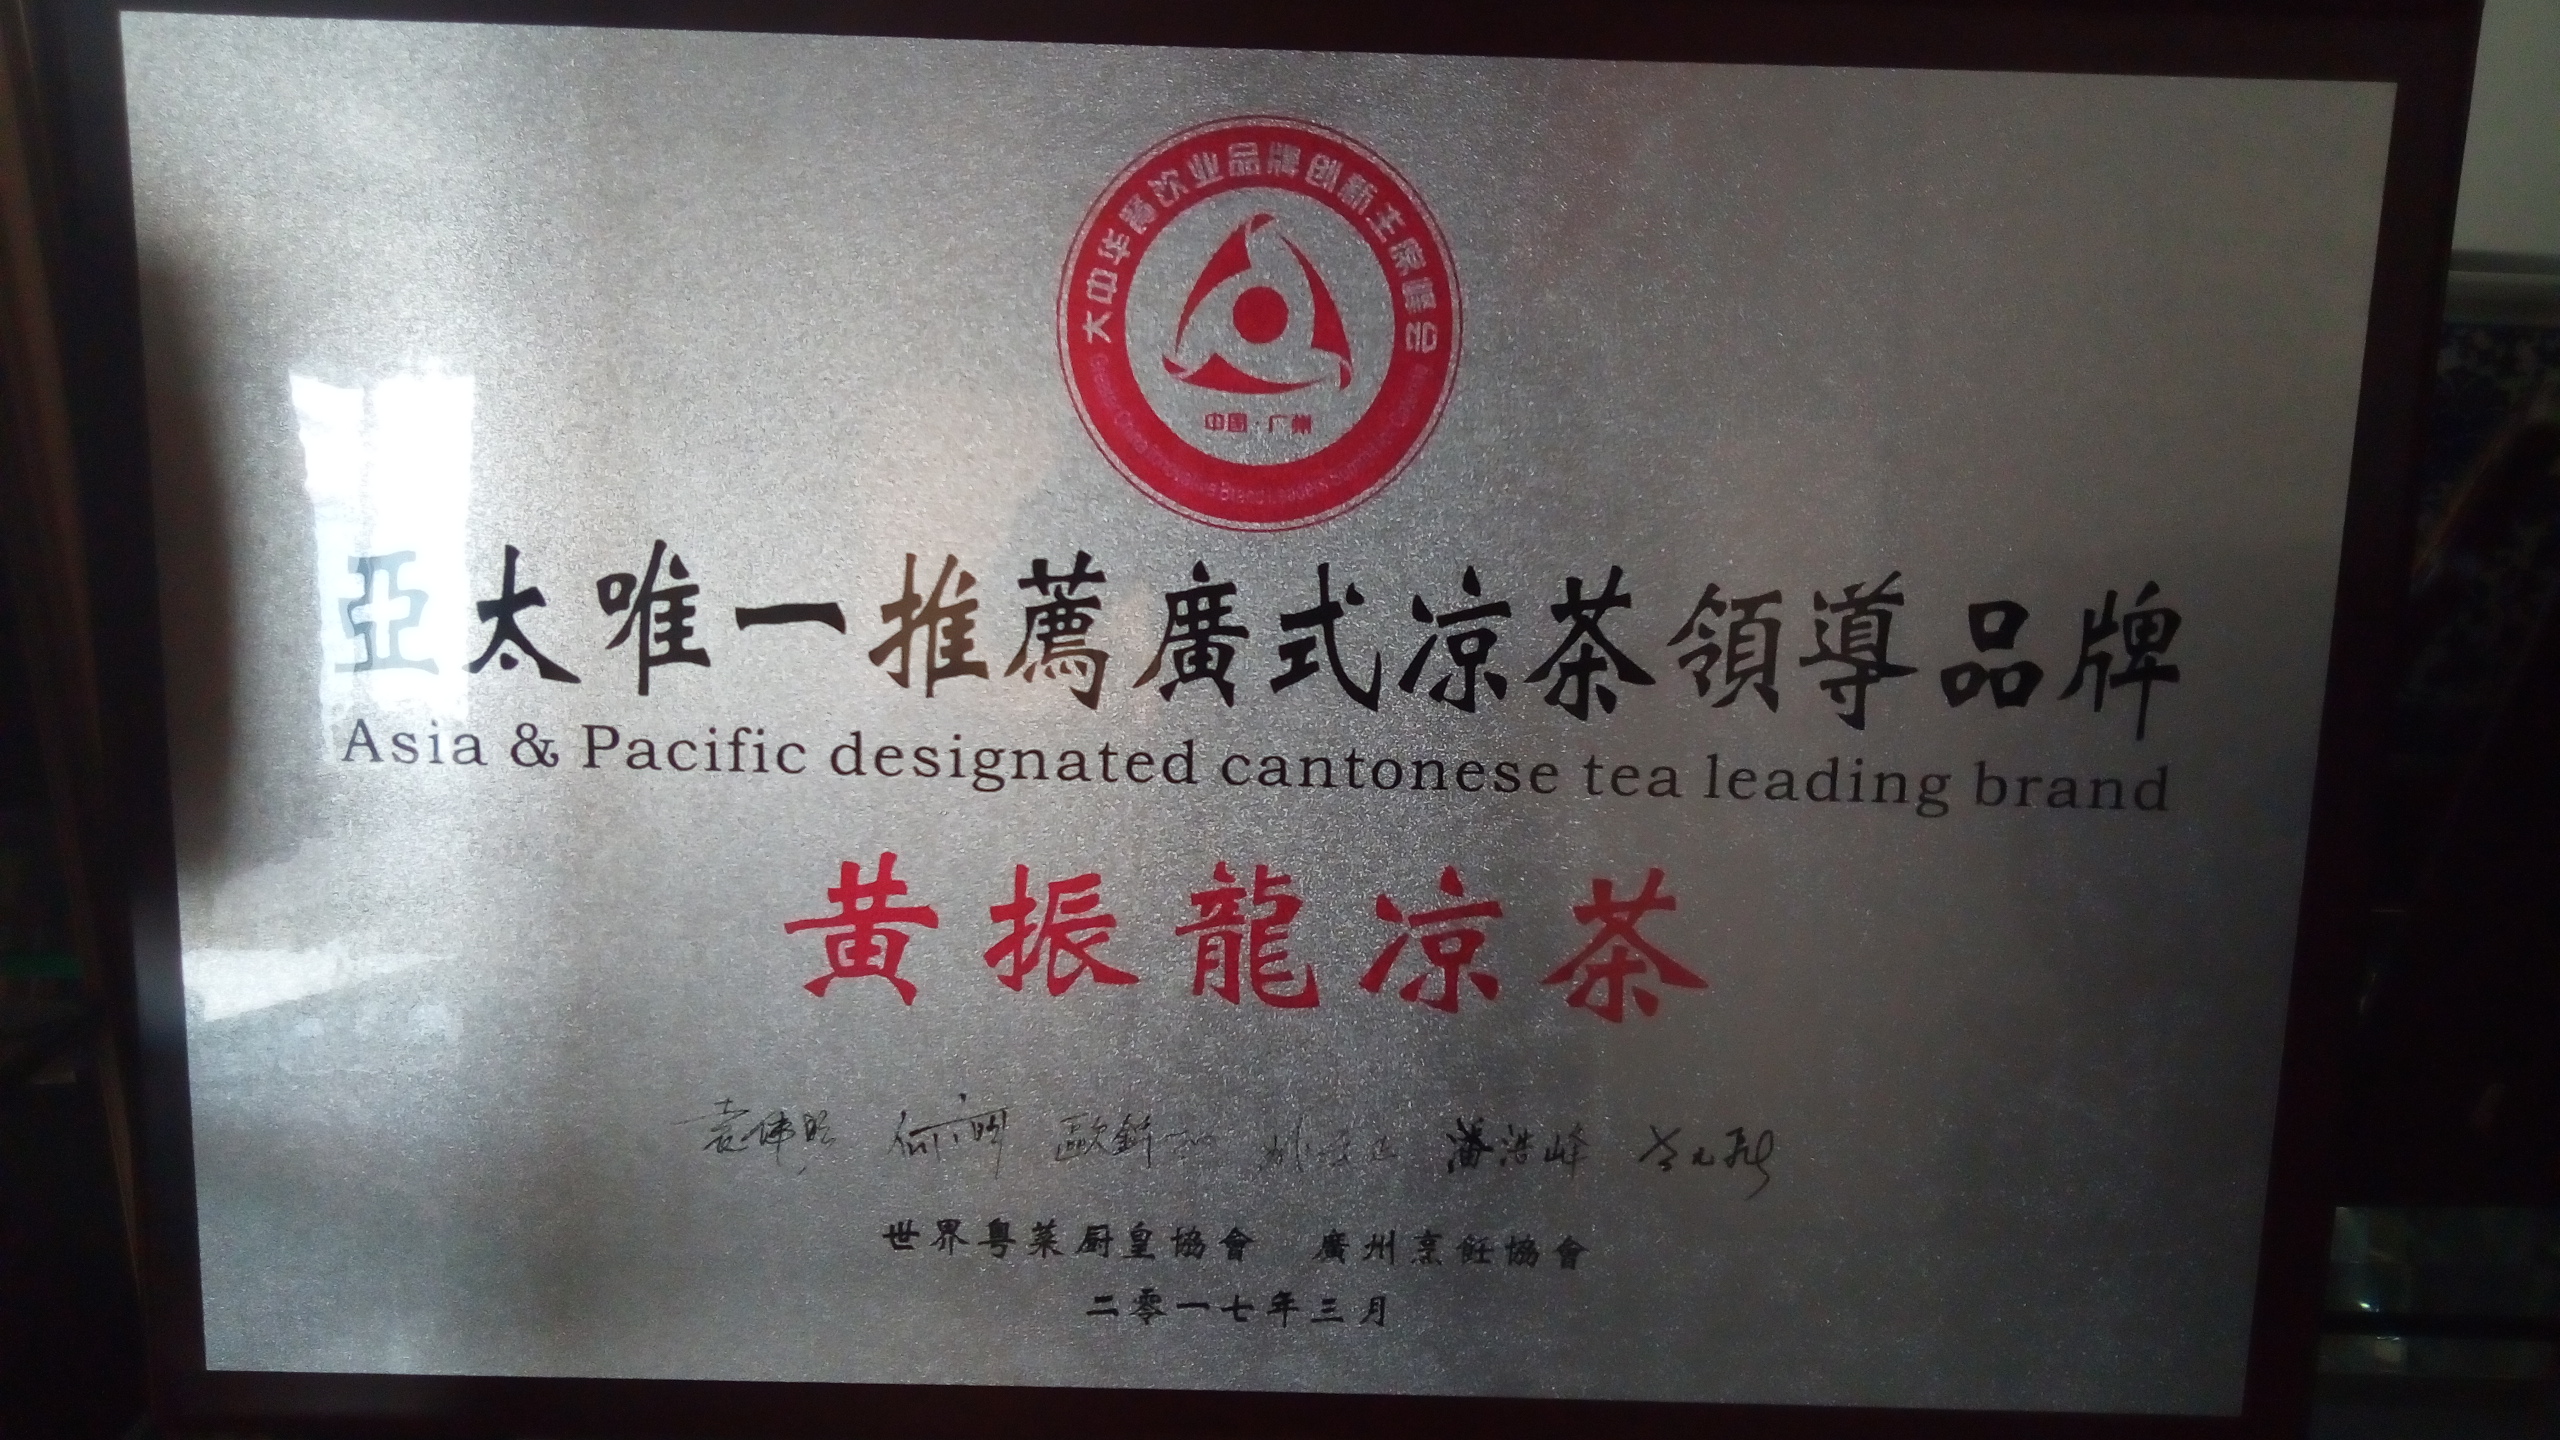 大中华餐饮业品牌创新主席峰会
中国·广州
亞太唯一推薦廣式凉茶領導品牌
Asia & Pacific designated cantonese tea leading brand
黄振龍凉茶
潘浩峰
世界粵菜厨皇協會 廣州烹飪協會
二零一七年三月